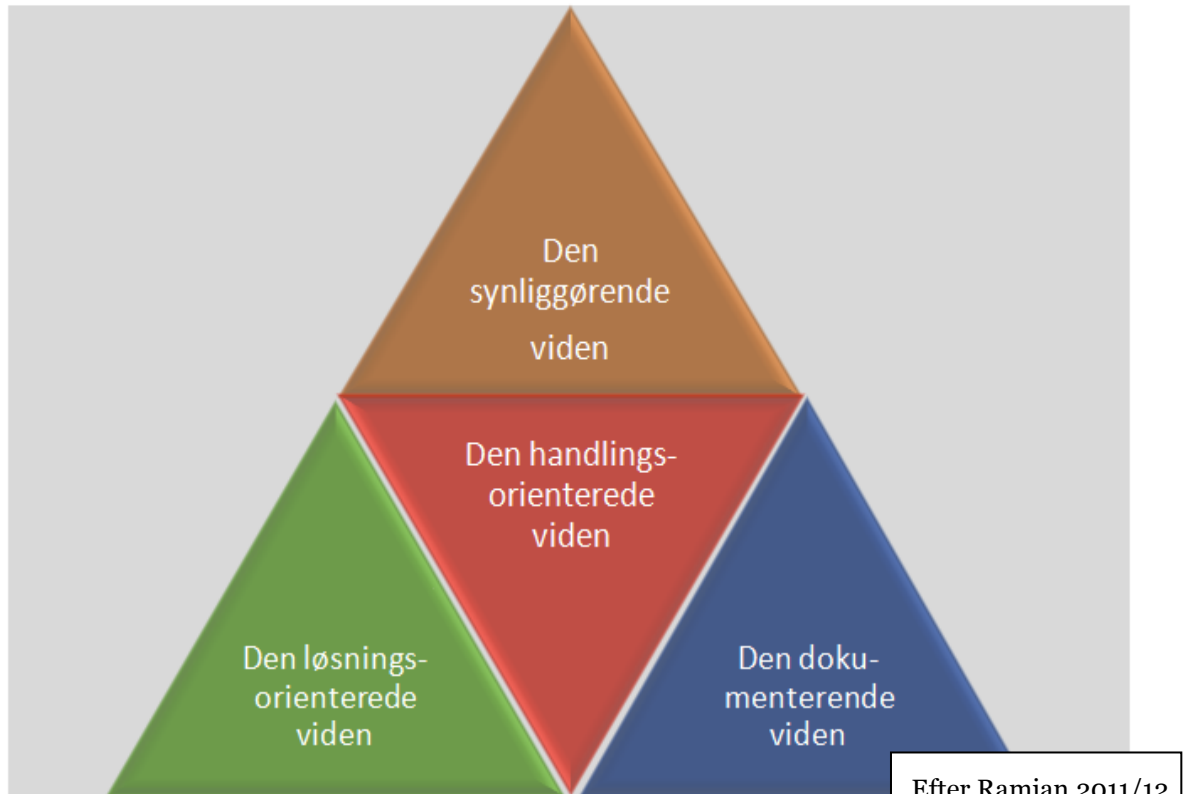 Den
synliggørende
viden
Den handlings-
orienterede
viden
Den løsnings-
orienterede
viden
Den doku-
menterende
viden
Efter Ramian 2011/12